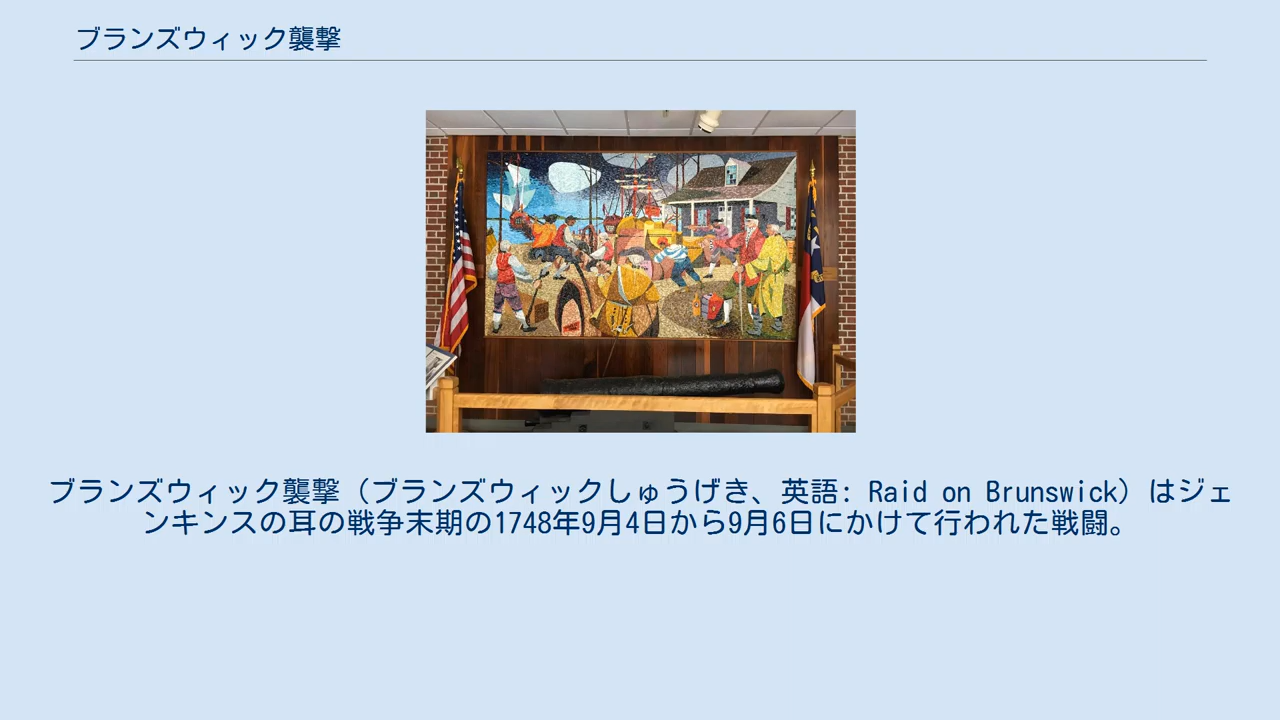 ブランズウィック襲撃
ブランズウィック襲撃（ブランズウィックしゅうげき、英語: Raid on Brunswick）はジェ
ンキンスの耳の戦争末期の1748年9月4日から9月6日にかけて行われた戦闘。